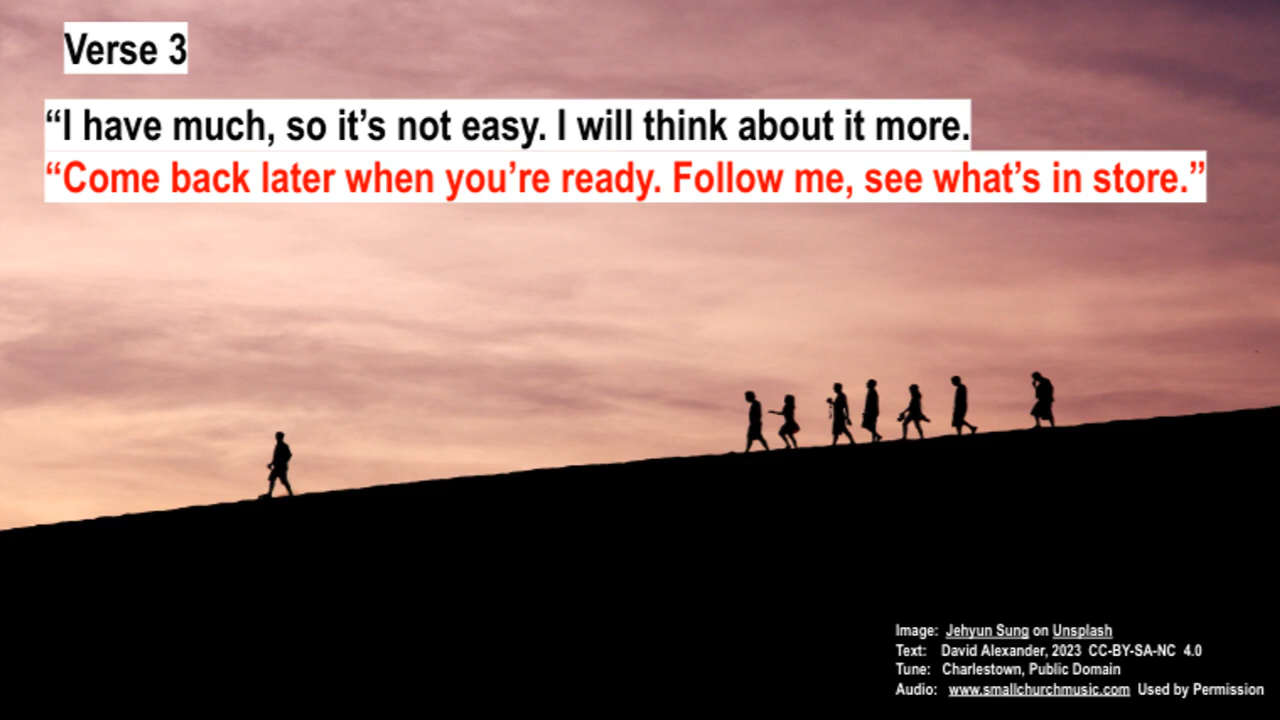 Verse 3
“I have much, so it’s not easy. I will think about it more.
“Come back later when you’re ready. Follow me, see what’s in store.”
Image: Jehyun Sung on Unsplash
Text: David Alexander, 2023 CC-BY-SA-NC 4.0
Tune: Charlestown, Public Domain
Audio: www.smallchurchmusic.com Used by Permission